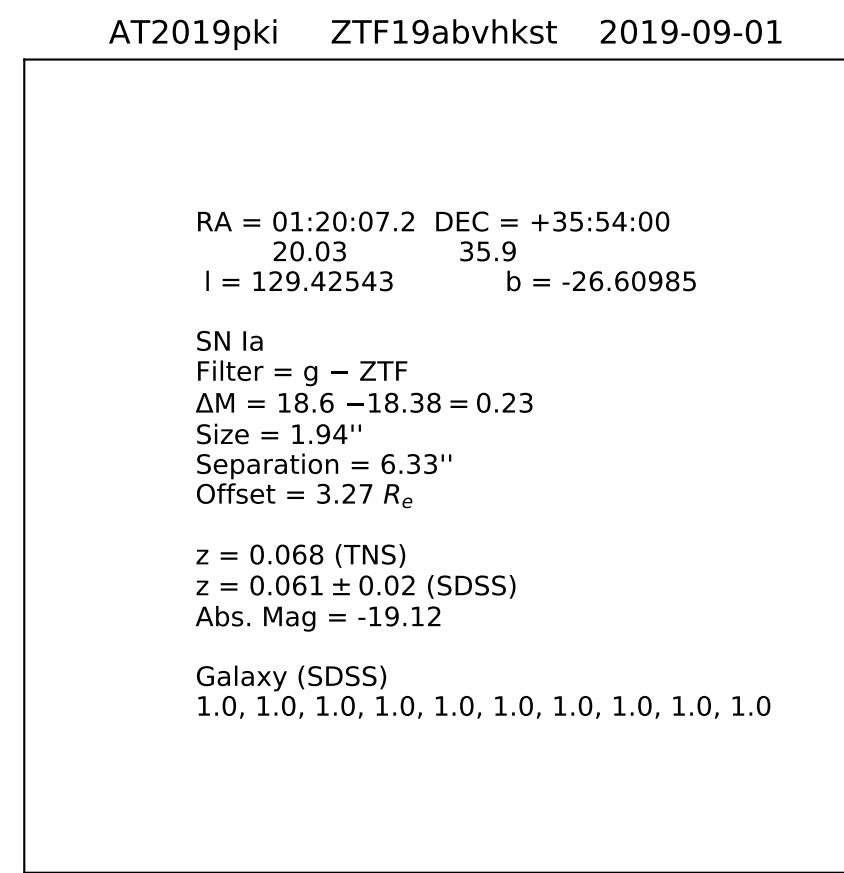 AT2019pki ZTF19abvhkst 2019-09-01
RA = 01:20:07.2 DEC = +35:54:00
20.03 35.9
l = 129.42543 b = -26.60985
SN Ia
Filter = g − ZTF
ΔM = 18.6 −18.38 = 0.23
Size = 1.94''
Separation = 6.33''
Offset = 3.27 Rₑ
z = 0.068 (TNS)
z = 0.061 ± 0.02 (SDSS)
Abs. Mag = -19.12
Galaxy (SDSS)
1.0, 1.0, 1.0, 1.0, 1.0, 1.0, 1.0, 1.0, 1.0, 1.0